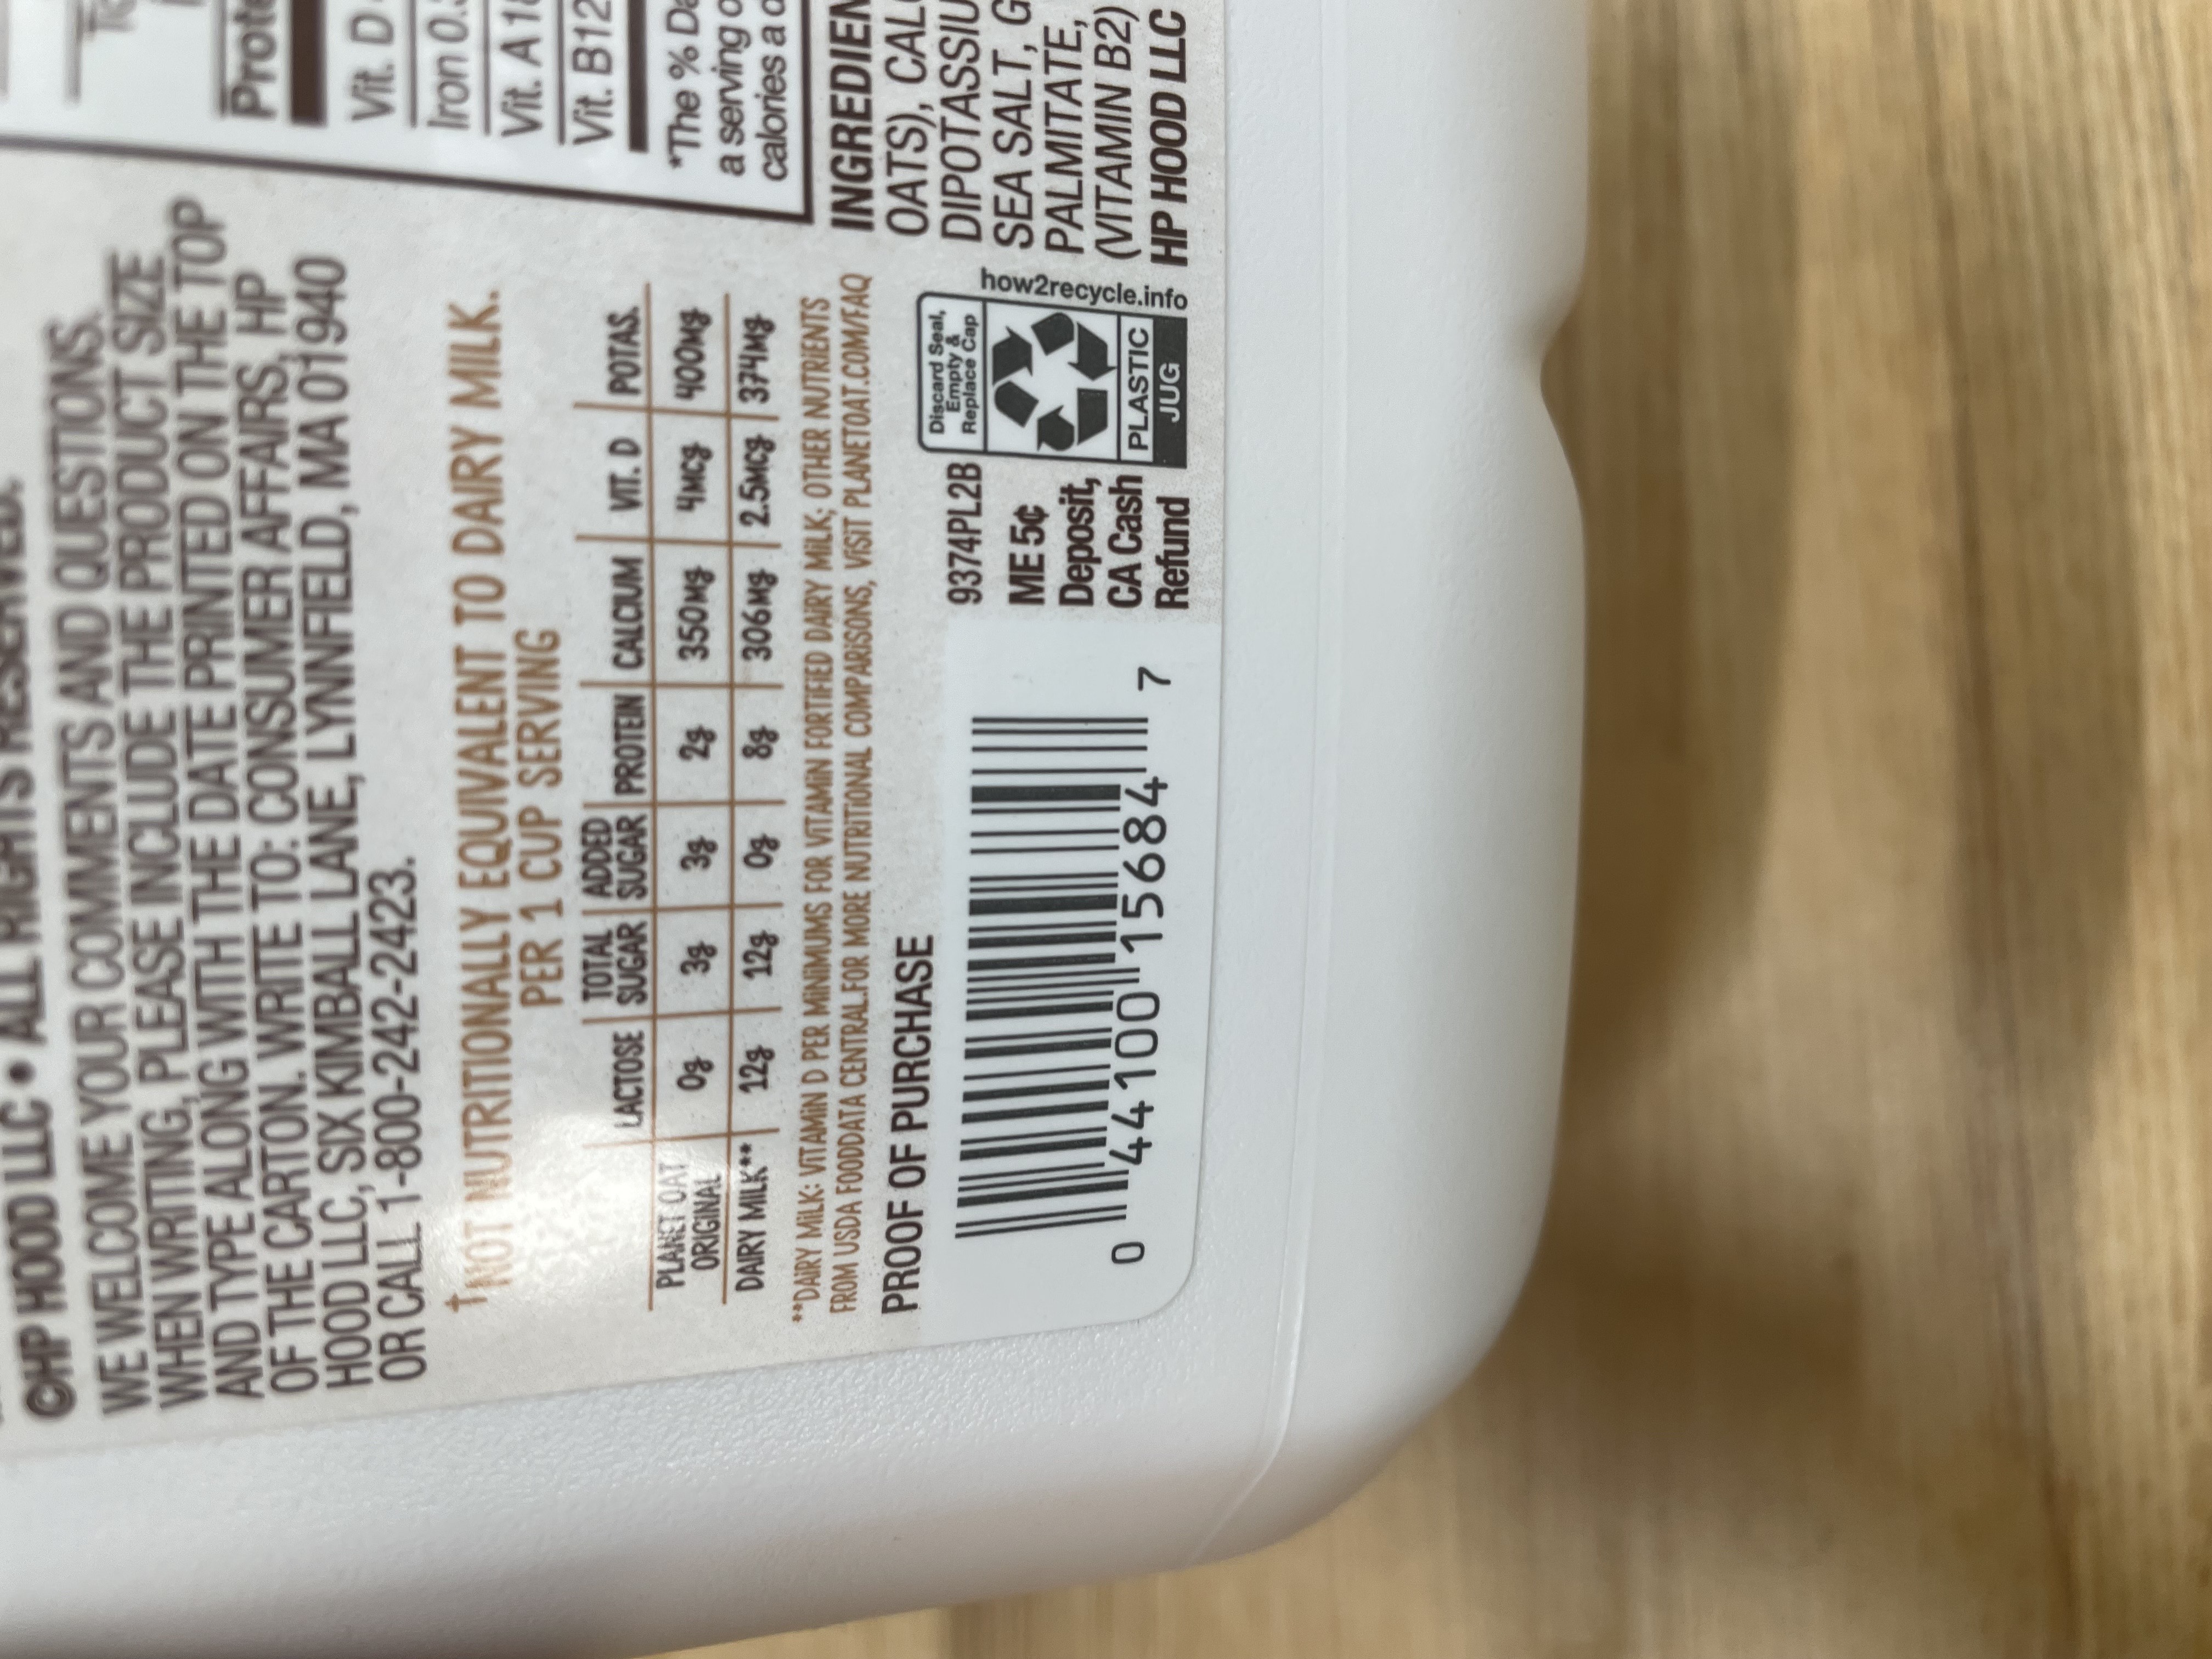 ©HP HOOD LLC • ALL RIGHTS RESERVED.
WE WELCOME YOUR COMMENTS AND QUESTIONS.
WHEN WRITING, PLEASE INCLUDE THE PRODUCT SIZE
AND TYPE ALONG WITH THE DATE PRINTED ON THE TOP
OF THE CARTON. WRITE TO: CONSUMER AFFAIRS, HP
HOOD LLC, SIX KIMBALL LANE, LYNNFIELD, MA 01940
OR CALL 1-800-242-2423.
†NOT NUTRITIONALLY EQUIVALENT TO DAIRY MILK.
PER 1 CUP SERVING
LACTOSE TOTAL SUGAR ADDED SUGAR PROTEIN CALCIUM VIT. D POTAS.
PLANET OAT ORIGINAL 0g 3g 3g 2g 350MG 4MCG 400MG
DAIRY MILK** 12g 12g 0g 8g 306MG 2.5MCG 374MG
**DAIRY MILK: VITAMIN D PER MINIMUMS FOR VITAMIN FORTIFIED DAIRY MILK; OTHER NUTRIENTS
FROM USDA FOODDATA CENTRAL.FOR MORE NUTRITIONAL COMPARISONS, VISIT PLANETOAT.COM/FAQ
PROOF OF PURCHASE
0 44100 15684 7
9374PL2B
ME 5¢
Deposit,
CA Cash
Refund
Discard Seal,
Empty &
Replace Cap
PLASTIC
JUG
how2recycle.info
Vit. D
Iron
Vit. A
Vit. B12
*The %
a serving
calories a
OATS),
SEA SALT,
PALMITATE,
(VITAMIN B2)
HP HOOD LLC